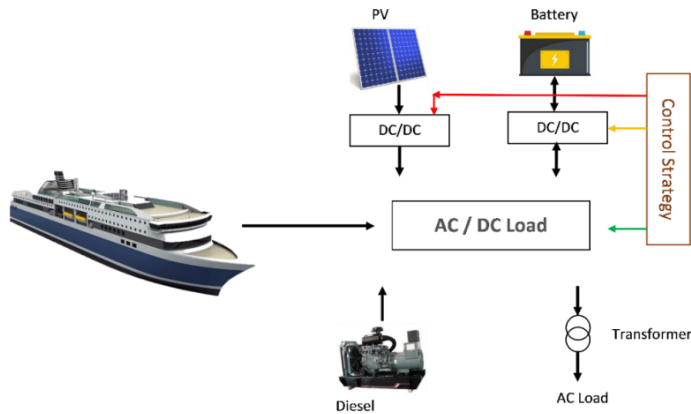 PV
Battery
DC/DC
DC/DC
Control Strategy
AC / DC Load
Transformer
Diesel
AC Load